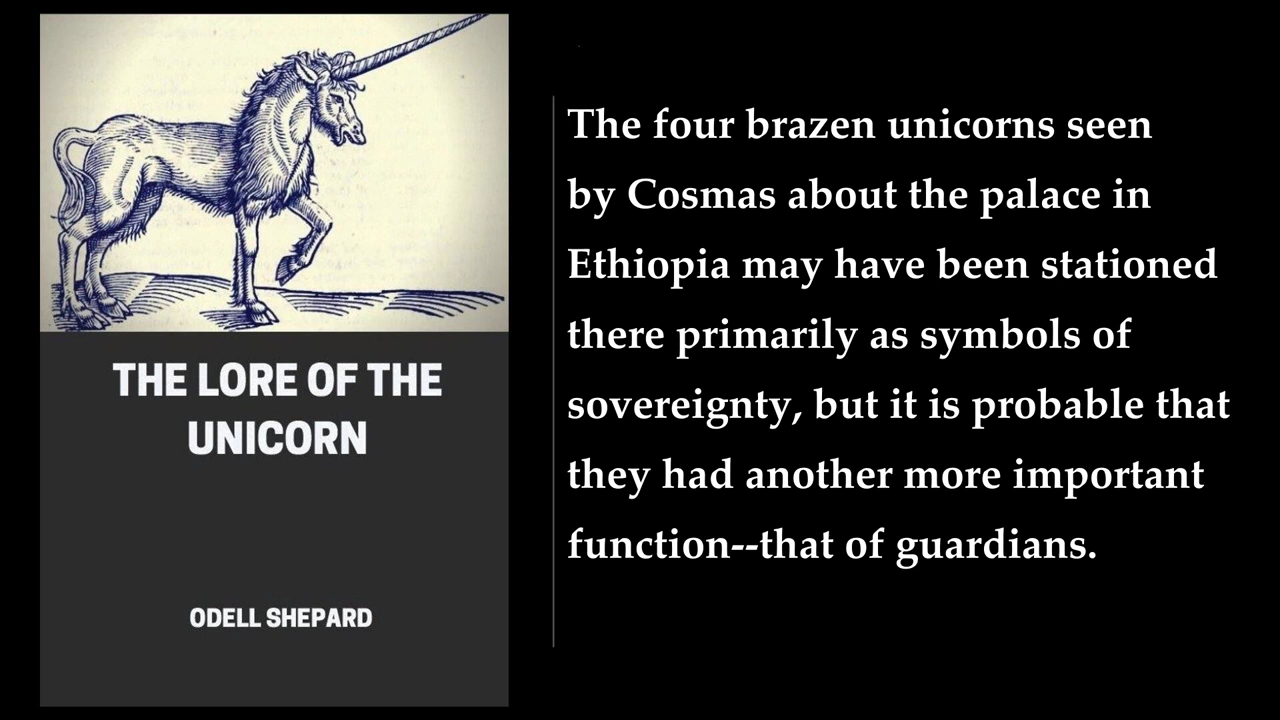 THE LORE OF THE
UNICORN
ODELL SHEPARD
The four brazen unicorns seen
by Cosmas about the palace in
Ethiopia may have been stationed
there primarily as symbols of
sovereignty, but it is probable that
they had another more important
function--that of guardians.